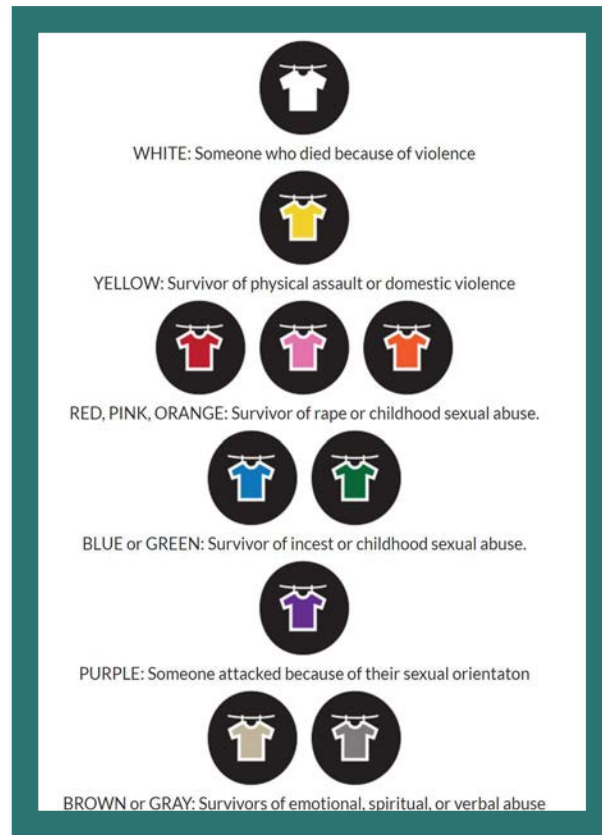 WHITE: Someone who died because of violence
YELLOW: Survivor of physical assault or domestic violence
RED, PINK, ORANGE: Survivor of rape or childhood sexual abuse.
BLUE or GREEN: Survivor of incest or childhood sexual abuse.
PURPLE: Someone attacked because of their sexual orientaton
BROWN or GRAY: Survivors of emotional, spiritual, or verbal abuse